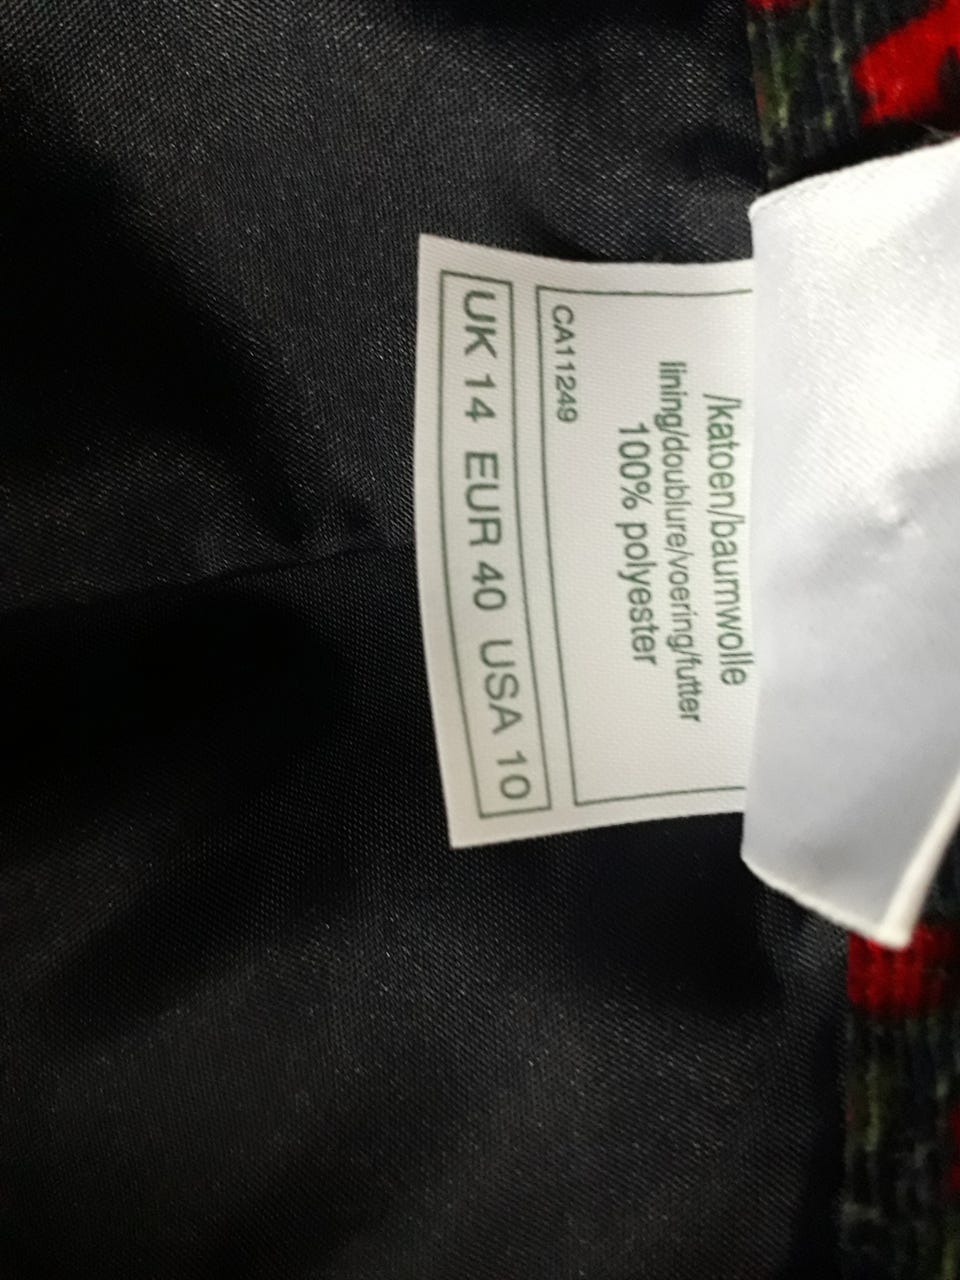 /katoen/baumwolle
lining/doublure/voering/futter
100% polyester
CA11249
UK 14 EUR 40 USA 10